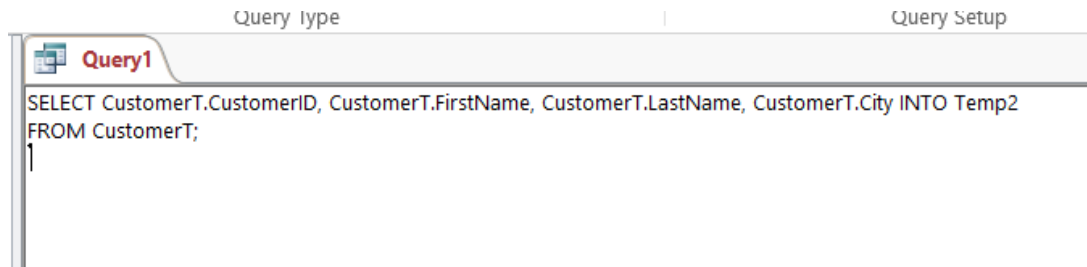 Query Type
Query Setup
Query1
SELECT CustomerT.CustomerID, CustomerT.FirstName, CustomerT.LastName, CustomerT.City INTO Temp2
FROM CustomerT;